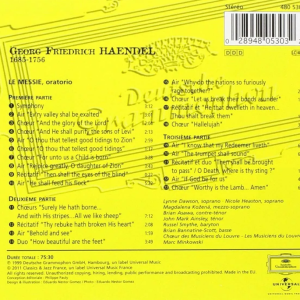 Stéréo
480 53
0 28948 05303
Georg Friedrich HAENDEL
1685-1756
LE MESSIE, oratorio
PREMIÈRE PARTIE
Symphony
Air "Ev'ry valley shall be exalted"
Chœur "And the glory of the Lord"
Chœur "And He shall purify the sons of Levi"
Air "O thou that tellest good tidings to Zion"
Chœur "O thou that tellest good tidings"
Chœur "For unto us a Child is born"
Air "Rejoice greatly, O daughter of Zion"
Récitatif "Then shall the eyes of the blind"
Air "He shall feed his flock"
DEUXIÈME PARTIE
Chœurs "Surely He hath borne...
And with His stripes...All we like sheep"
Récitatif "Thy rebuke hath broken His heart"
Air "Behold and see"
Duo "How beautiful are the feet"
Air "Why do the nations so furiously
rage together?"
Chœur "Let us break their bonds asunder"
Récitatif et "He that dwelleth in heaven...
Thou shalt break them"
Chœur "Hallelujah"
TROISIÈME PARTIE
Air "I know that my Redeemer liveth"
Air "The trumpet shall sound"
Récitatif et duo "Then shall be brought
to pass" / O Death, where is thy sting?"
Air "If God be for us"
Chœur "Worthy is the Lamb... Amen"
Lynne Dawson, soprano - Nicole Heaston, soprano
Magdalena Kožená, mezzo-soprano
Brian Asawa, contre-ténor
John Mark Ainsley, ténor
Russell Smythe, baryton
Brian Bannatyne-Scott, basse
Chœur des Musiciens du Louvre - Les Musiciens du Louvre
Marc Minkowski
DURÉE TOTALE : 75:30
UNIVERSAL